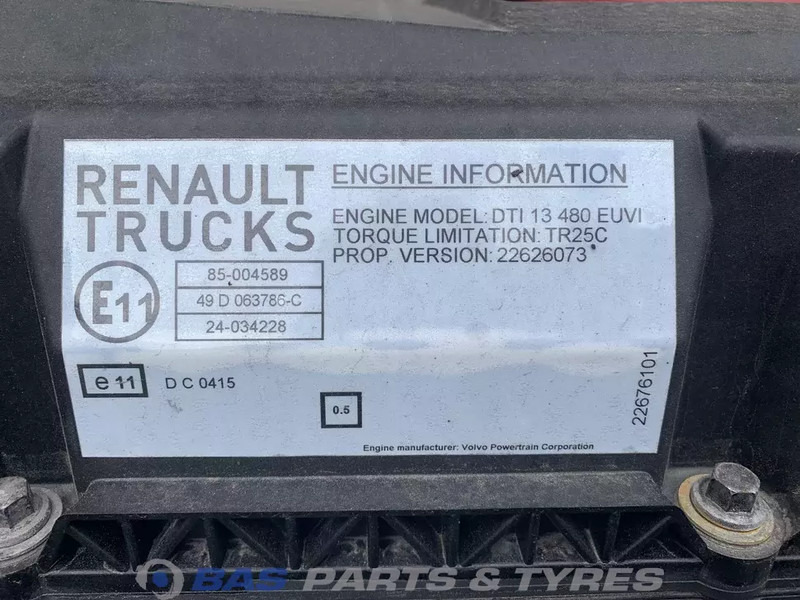 RENAULT
TRUCKS
ENGINE INFORMATION
ENGINE MODEL: DTI 13 480 EUVI
TORQUE LIMITATION: TR25C
PROP. VERSION: 22626073
E11
85-004589
49 D 063786-C
24-034228
e 11
D C 0415
0.5
22676101
Engine manufacturer: Volvo Powertrain Corporation
BAS PARTS & TYRES